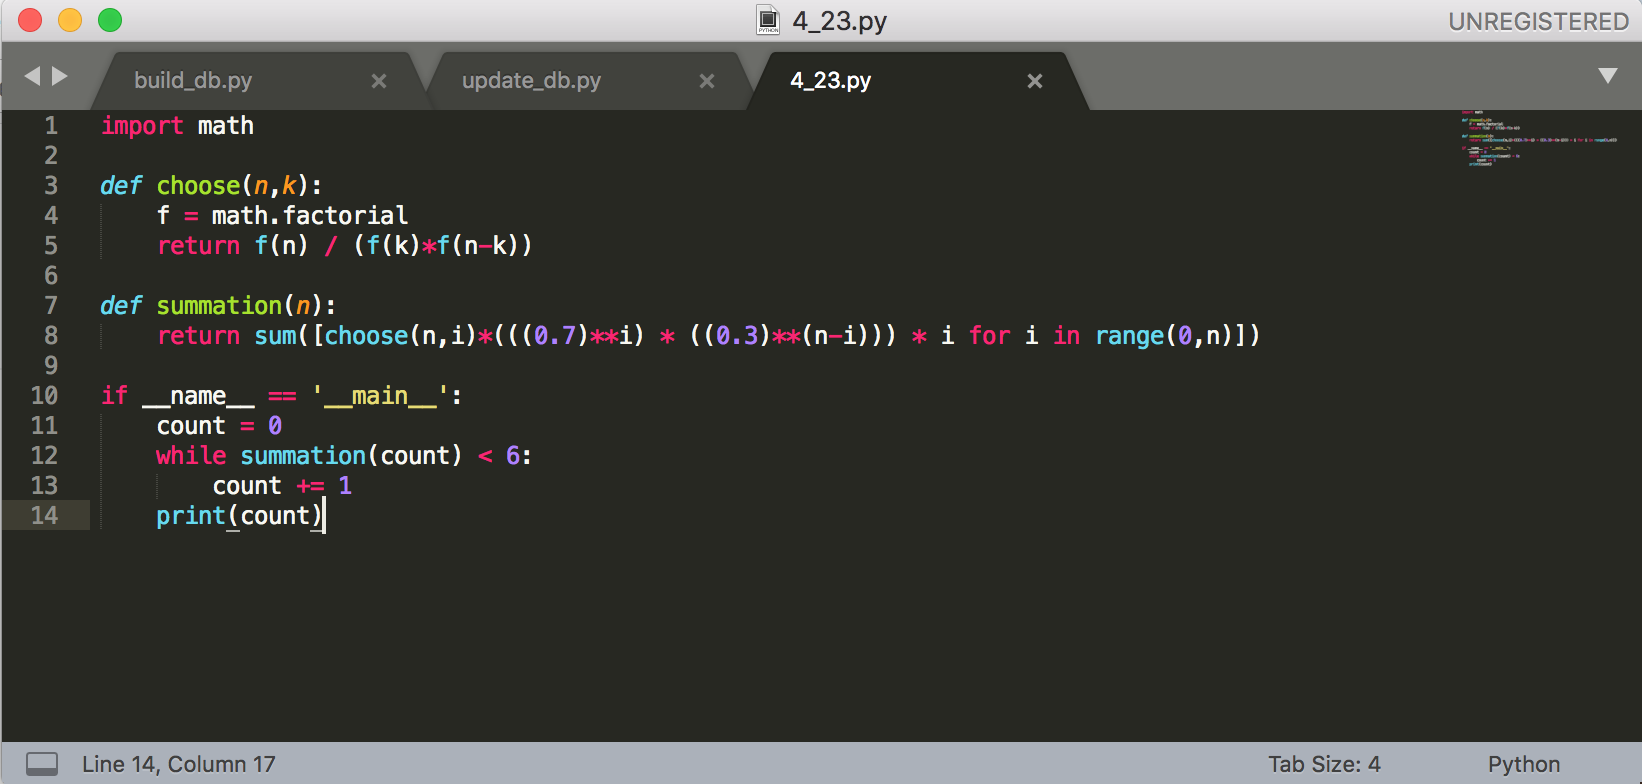 4_23.py
UNREGISTERED
build_db.py × update_db.py × 4_23.py ×
1 import math
2
3 def choose(n,k):
4     f = math.factorial
5     return f(n) / (f(k)*f(n-k))
6
7 def summation(n):
8     return sum([choose(n,i)*(((0.7)**i) * ((0.3)**(n-i))) * i for i in range(0,n)])
9
10 if __name__ == '__main__':
11     count = 0
12     while summation(count) < 6:
13         count += 1
14     print(count)
Line 14, Column 17
Tab Size: 4
Python